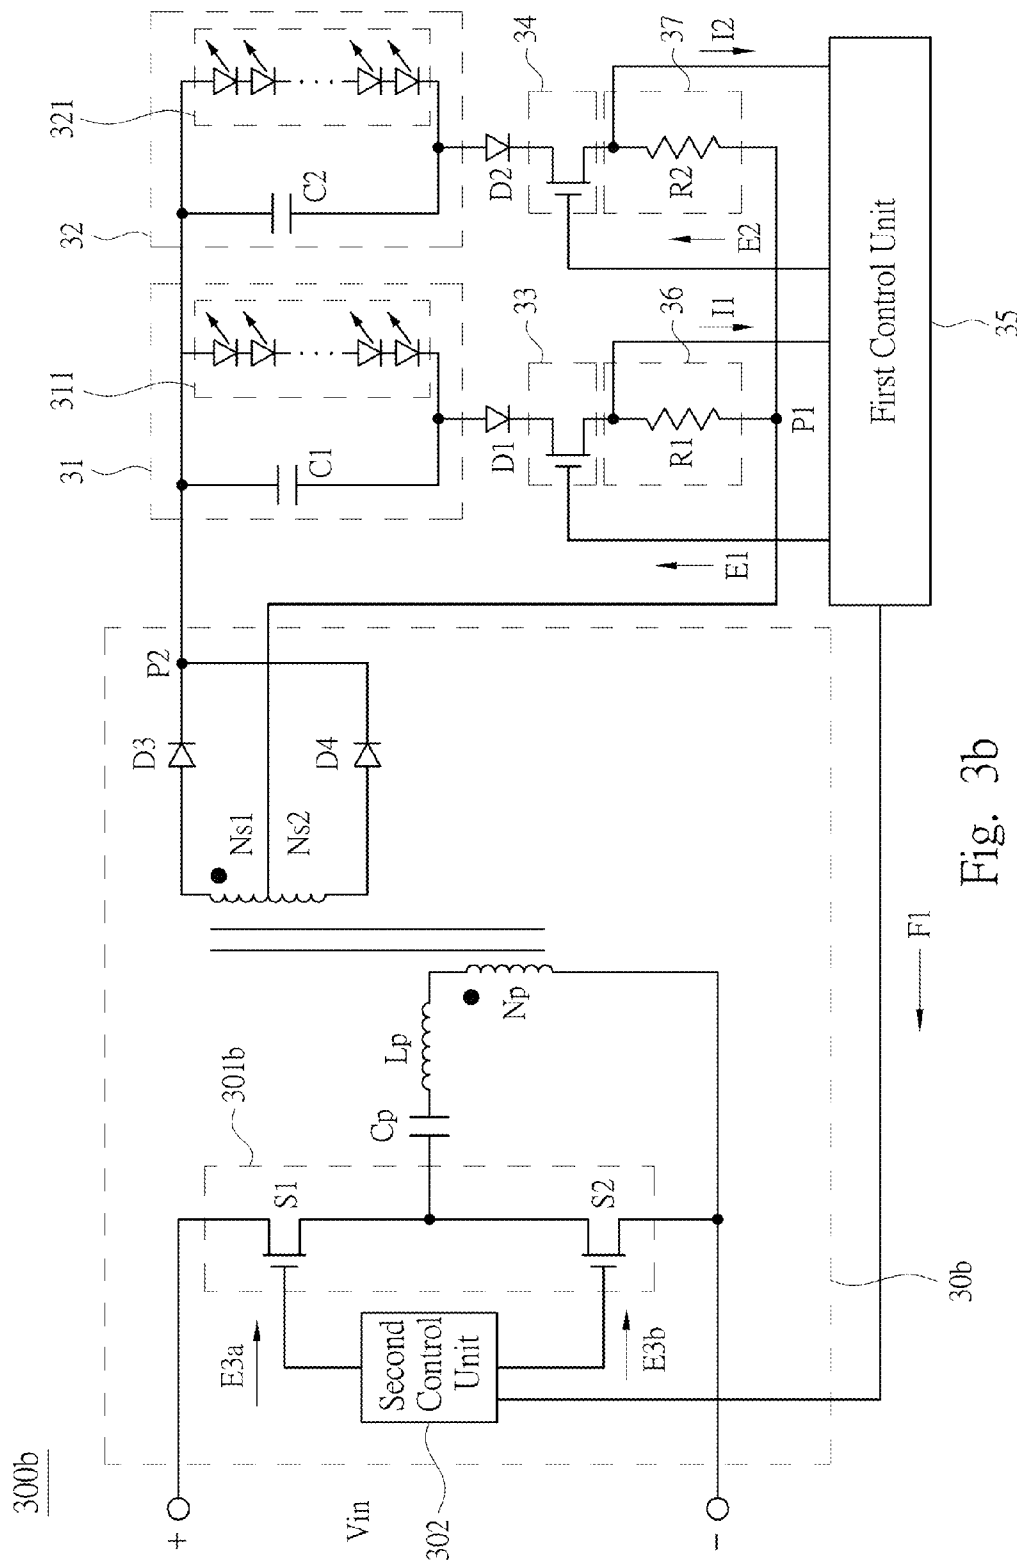 300b
+
Vin
-
E3a
Second
Control
Unit
302
E3b
S1
S2
301b
Cp
Lp
Np
30b
Ns1
Ns2
D3
D4
P2
F1
31
311
C1
D1
33
36
R1
E1
I1
P1
32
321
C2
D2
34
37
R2
E2
I2
First Control Unit
35
Fig. 3b